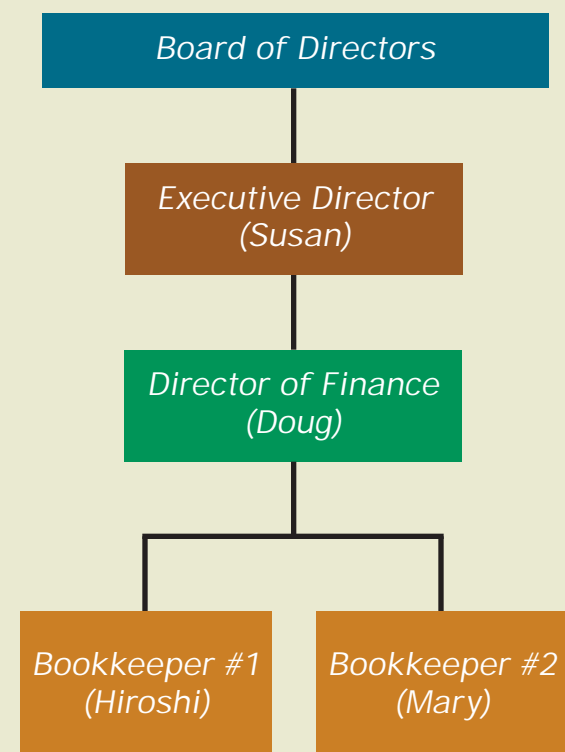 Board of Directors
Executive Director
(Susan)
Director of Finance
(Doug)
Bookkeeper #1
(Hiroshi)
Bookkeeper #2
(Mary)